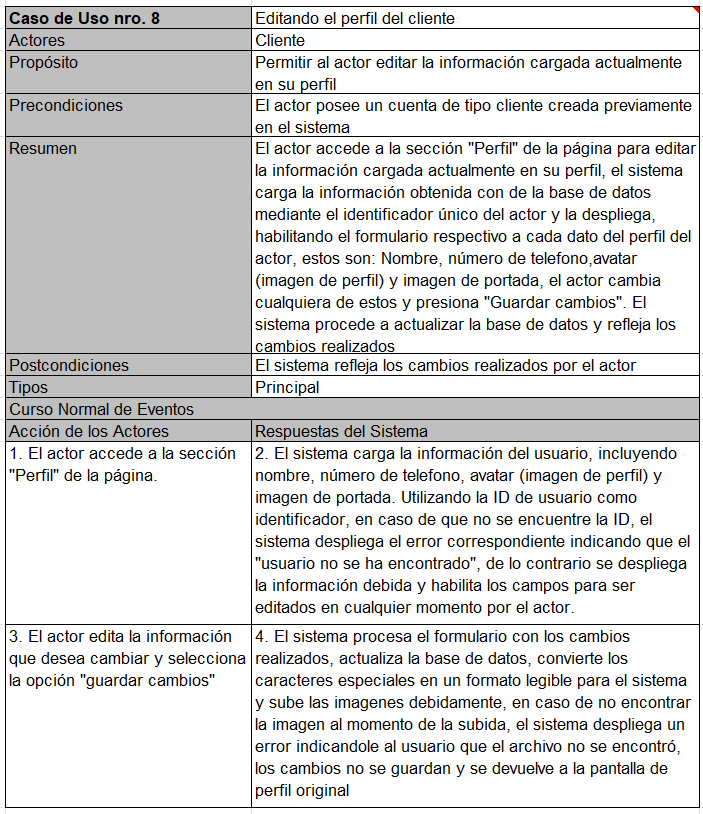 Caso de Uso nro. 8
Editando el perfil del cliente
Actores
Cliente
Propósito
Permitir al actor editar la información cargada actualmente
en su perfil
Precondiciones
El actor posee un cuenta de tipo cliente creada previamente
en el sistema
Resumen
El actor accede a la sección "Perfil" de la página para editar
la información cargada actualmente en su perfil, el sistema
carga la información obtenida con de la base de datos
mediante el identificador único del actor y la despliega,
habilitando el formulario respectivo a cada dato del perfil del
actor, estos son: Nombre, número de telefono,avatar
(imagen de perfil) y imagen de portada, el actor cambia
cualquiera de estos y presiona "Guardar cambios". El
sistema procede a actualizar la base de datos y refleja los
cambios realizados
Postcondiciones
El sistema refleja los cambios realizados por el actor
Tipos
Principal
Curso Normal de Eventos
Acción de los Actores
Respuestas del Sistema
1. El actor accede a la sección
"Perfil" de la página.
2. El sistema carga la información del usuario, incluyendo
nombre, número de telefono, avatar (imagen de perfil) y
imagen de portada. Utilizando la ID de usuario como
identificador, en caso de que no se encuentre la ID, el
sistema despliega el error correspondiente indicando que el
"usuario no se ha encontrado", de lo contrario se despliega
la información debida y habilita los campos para ser
editados en cualquier momento por el actor.
3. El actor edita la información
que desea cambiar y selecciona
la opción "guardar cambios"
4. El sistema procesa el formulario con los cambios
realizados, actualiza la base de datos, convierte los
caracteres especiales en un formato legible para el sistema
y sube las imagenes debidamente, en caso de no encontrar
la imagen al momento de la subida, el sistema despliega un
error indicandole al usuario que el archivo no se encontró,
los cambios no se guardan y se devuelve a la pantalla de
perfil original